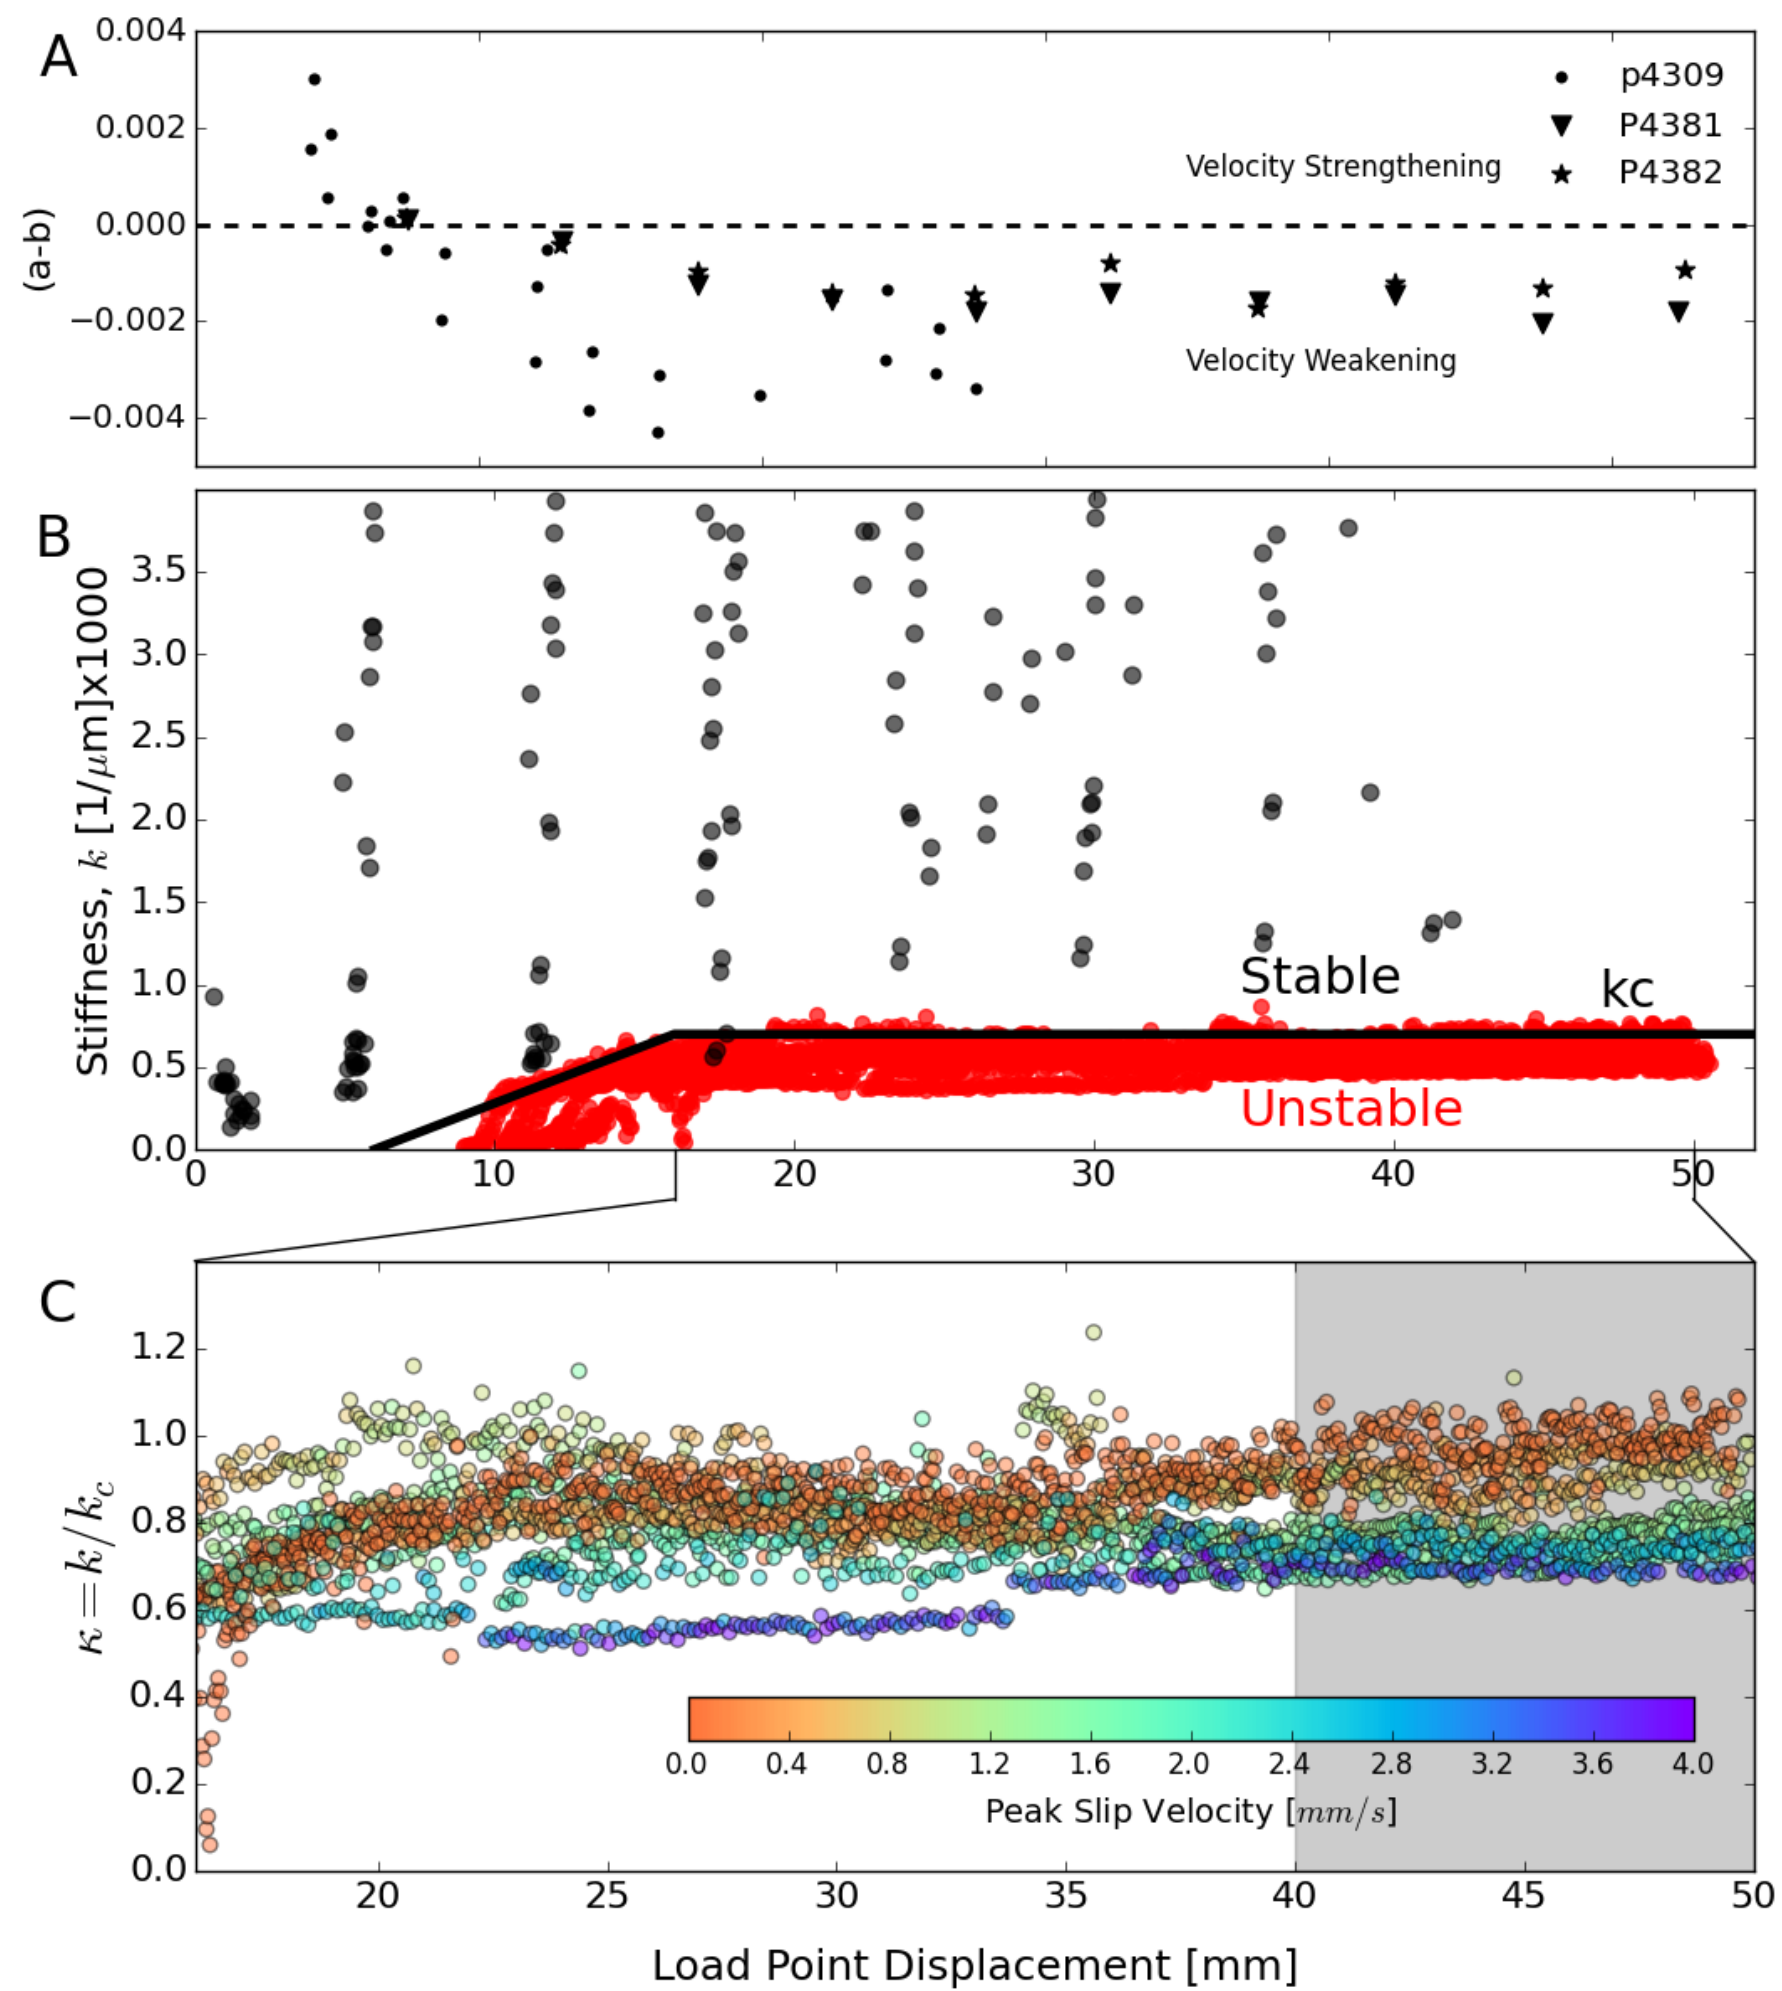 A
0.004
0.002
0.000
−0.002
−0.004
(a-b)
p4309
P4381
P4382
Velocity Strengthening
Velocity Weakening
B
Stiffness, k [1/μm]x1000
3.5
3.0
2.5
2.0
1.5
1.0
0.5
0.0
Stable
kc
Unstable
0 10 20 30 40 50
C
κ=k/k_c
1.2
1.0
0.8
0.6
0.4
0.2
0.0
0.0 0.4 0.8 1.2 1.6 2.0 2.4 2.8 3.2 3.6 4.0
Peak Slip Velocity [mm/s]
20 25 30 35 40 45 50
Load Point Displacement [mm]